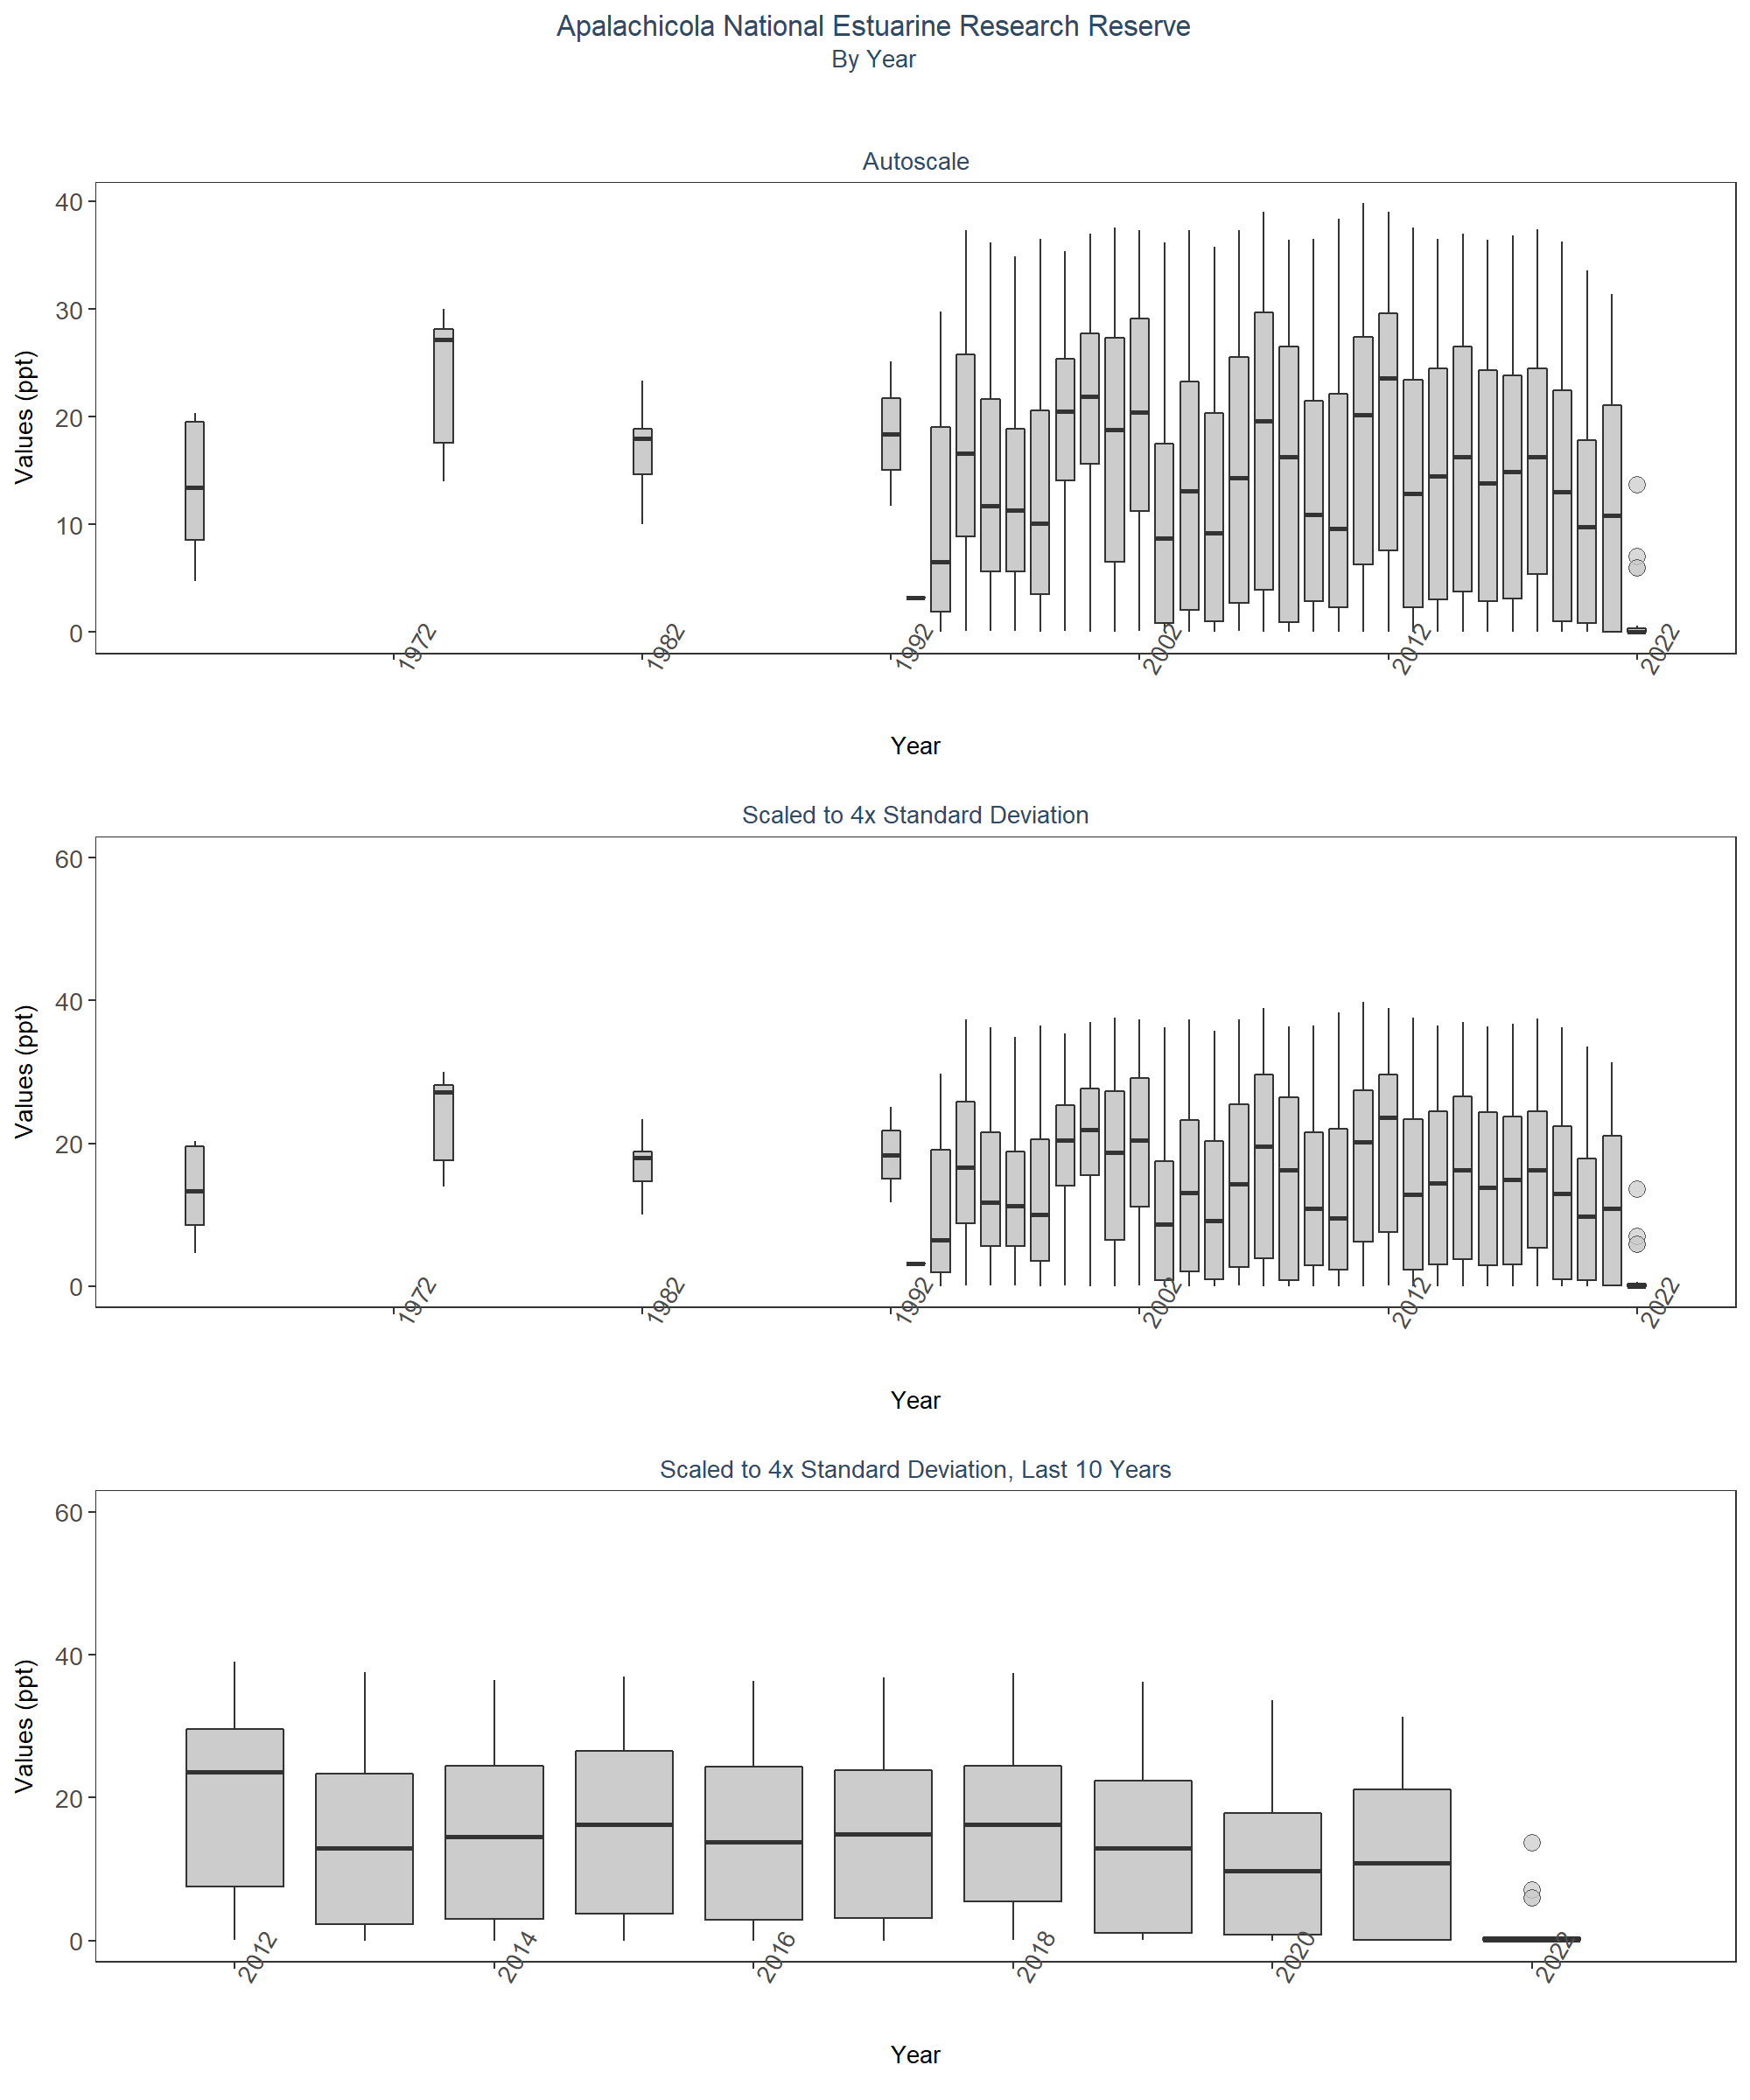 Apalachicola National Estuarine Research Reserve
By Year
Autoscale
Values (ppt)
40
30
20
10
0
1972
1982
1992
2002
2012
2022
Year
Scaled to 4x Standard Deviation
Values (ppt)
60
40
20
0
1972
1982
1992
2002
2012
2022
Year
Scaled to 4x Standard Deviation, Last 10 Years
Values (ppt)
60
40
20
0
2012
2014
2016
2018
2020
2022
Year